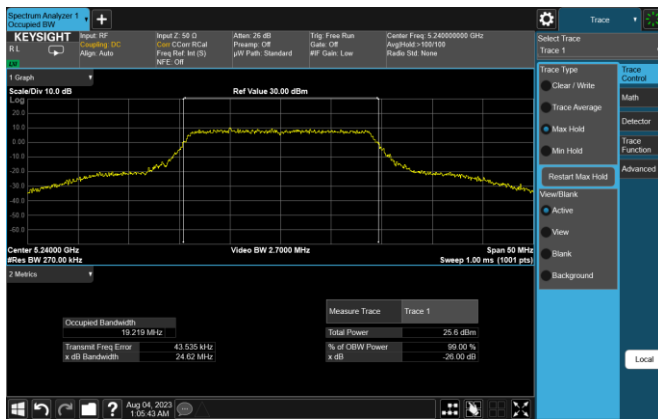 Spectrum Analyzer 1
Occupied BW
Trace
KEYSIGHT
RL
LXI
Input: RF
Coupling: DC
Align: Auto
Input Z: 50 Ω
Corr CCorr RCal
Freq Ref: Int (S)
NFE: Off
Atten: 26 dB
Preamp: Off
µW Path: Standard
Trig: Free Run
Gate: Off
#IF Gain: Low
Center Freq: 5.240000000 GHz
Avg|Hold:>100/100
Radio Std: None
Select Trace
Trace 1
1 Graph
Scale/Div 10.0 dB
Ref Value 30.00 dBm
Log
20.0
10.0
0.00
-10.0
-20.0
-30.0
-40.0
-50.0
-60.0
Center 5.24000 GHz
#Res BW 270.00 kHz
Video BW 2.7000 MHz
Span 50 MHz
Sweep 1.00 ms (1001 pts)
2 Metrics
Occupied Bandwidth
19.219 MHz
Transmit Freq Error 43.535 kHz
x dB Bandwidth 24.62 MHz
Measure Trace Trace 1
Total Power 25.6 dBm
% of OBW Power 99.00 %
x dB -26.00 dB
Trace Type
Clear / Write
Trace Average
Max Hold
Min Hold
Restart Max Hold
View/Blank
Active
View
Blank
Background
Trace Control
Math
Detector
Trace Function
Advanced
Local
Aug 04, 2023
1:05:43 AM